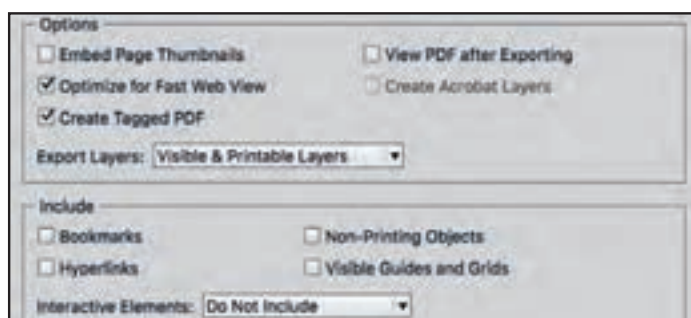 Options
Embed Page Thumbnails View PDF after Exporting
Optimize for Fast Web View Create Acrobat Layers
Create Tagged PDF
Export Layers: Visible & Printable Layers
Include
Bookmarks Non-Printing Objects
Hyperlinks Visible Guides and Grids
Interactive Elements: Do Not Include